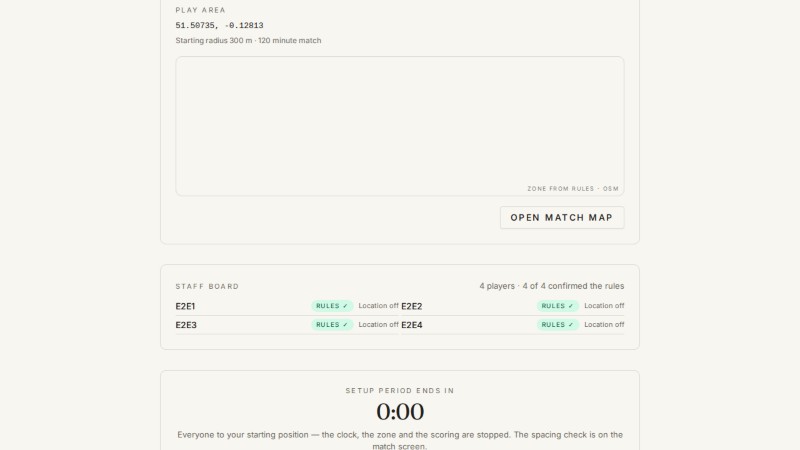 PLAY AREA
51.50735, -0.12813
Starting radius 300 m · 120 minute match
ZONE FROM RULES · OSM
OPEN MATCH MAP
STAFF BOARD 4 players · 4 of 4 confirmed the rules
E2E1 RULES ✓ Location off E2E2 RULES ✓ Location off
E2E3 RULES ✓ Location off E2E4 RULES ✓ Location off
SETUP PERIOD ENDS IN
0:00
Everyone to your starting position — the clock, the zone and the scoring are stopped. The spacing check is on the
match screen.